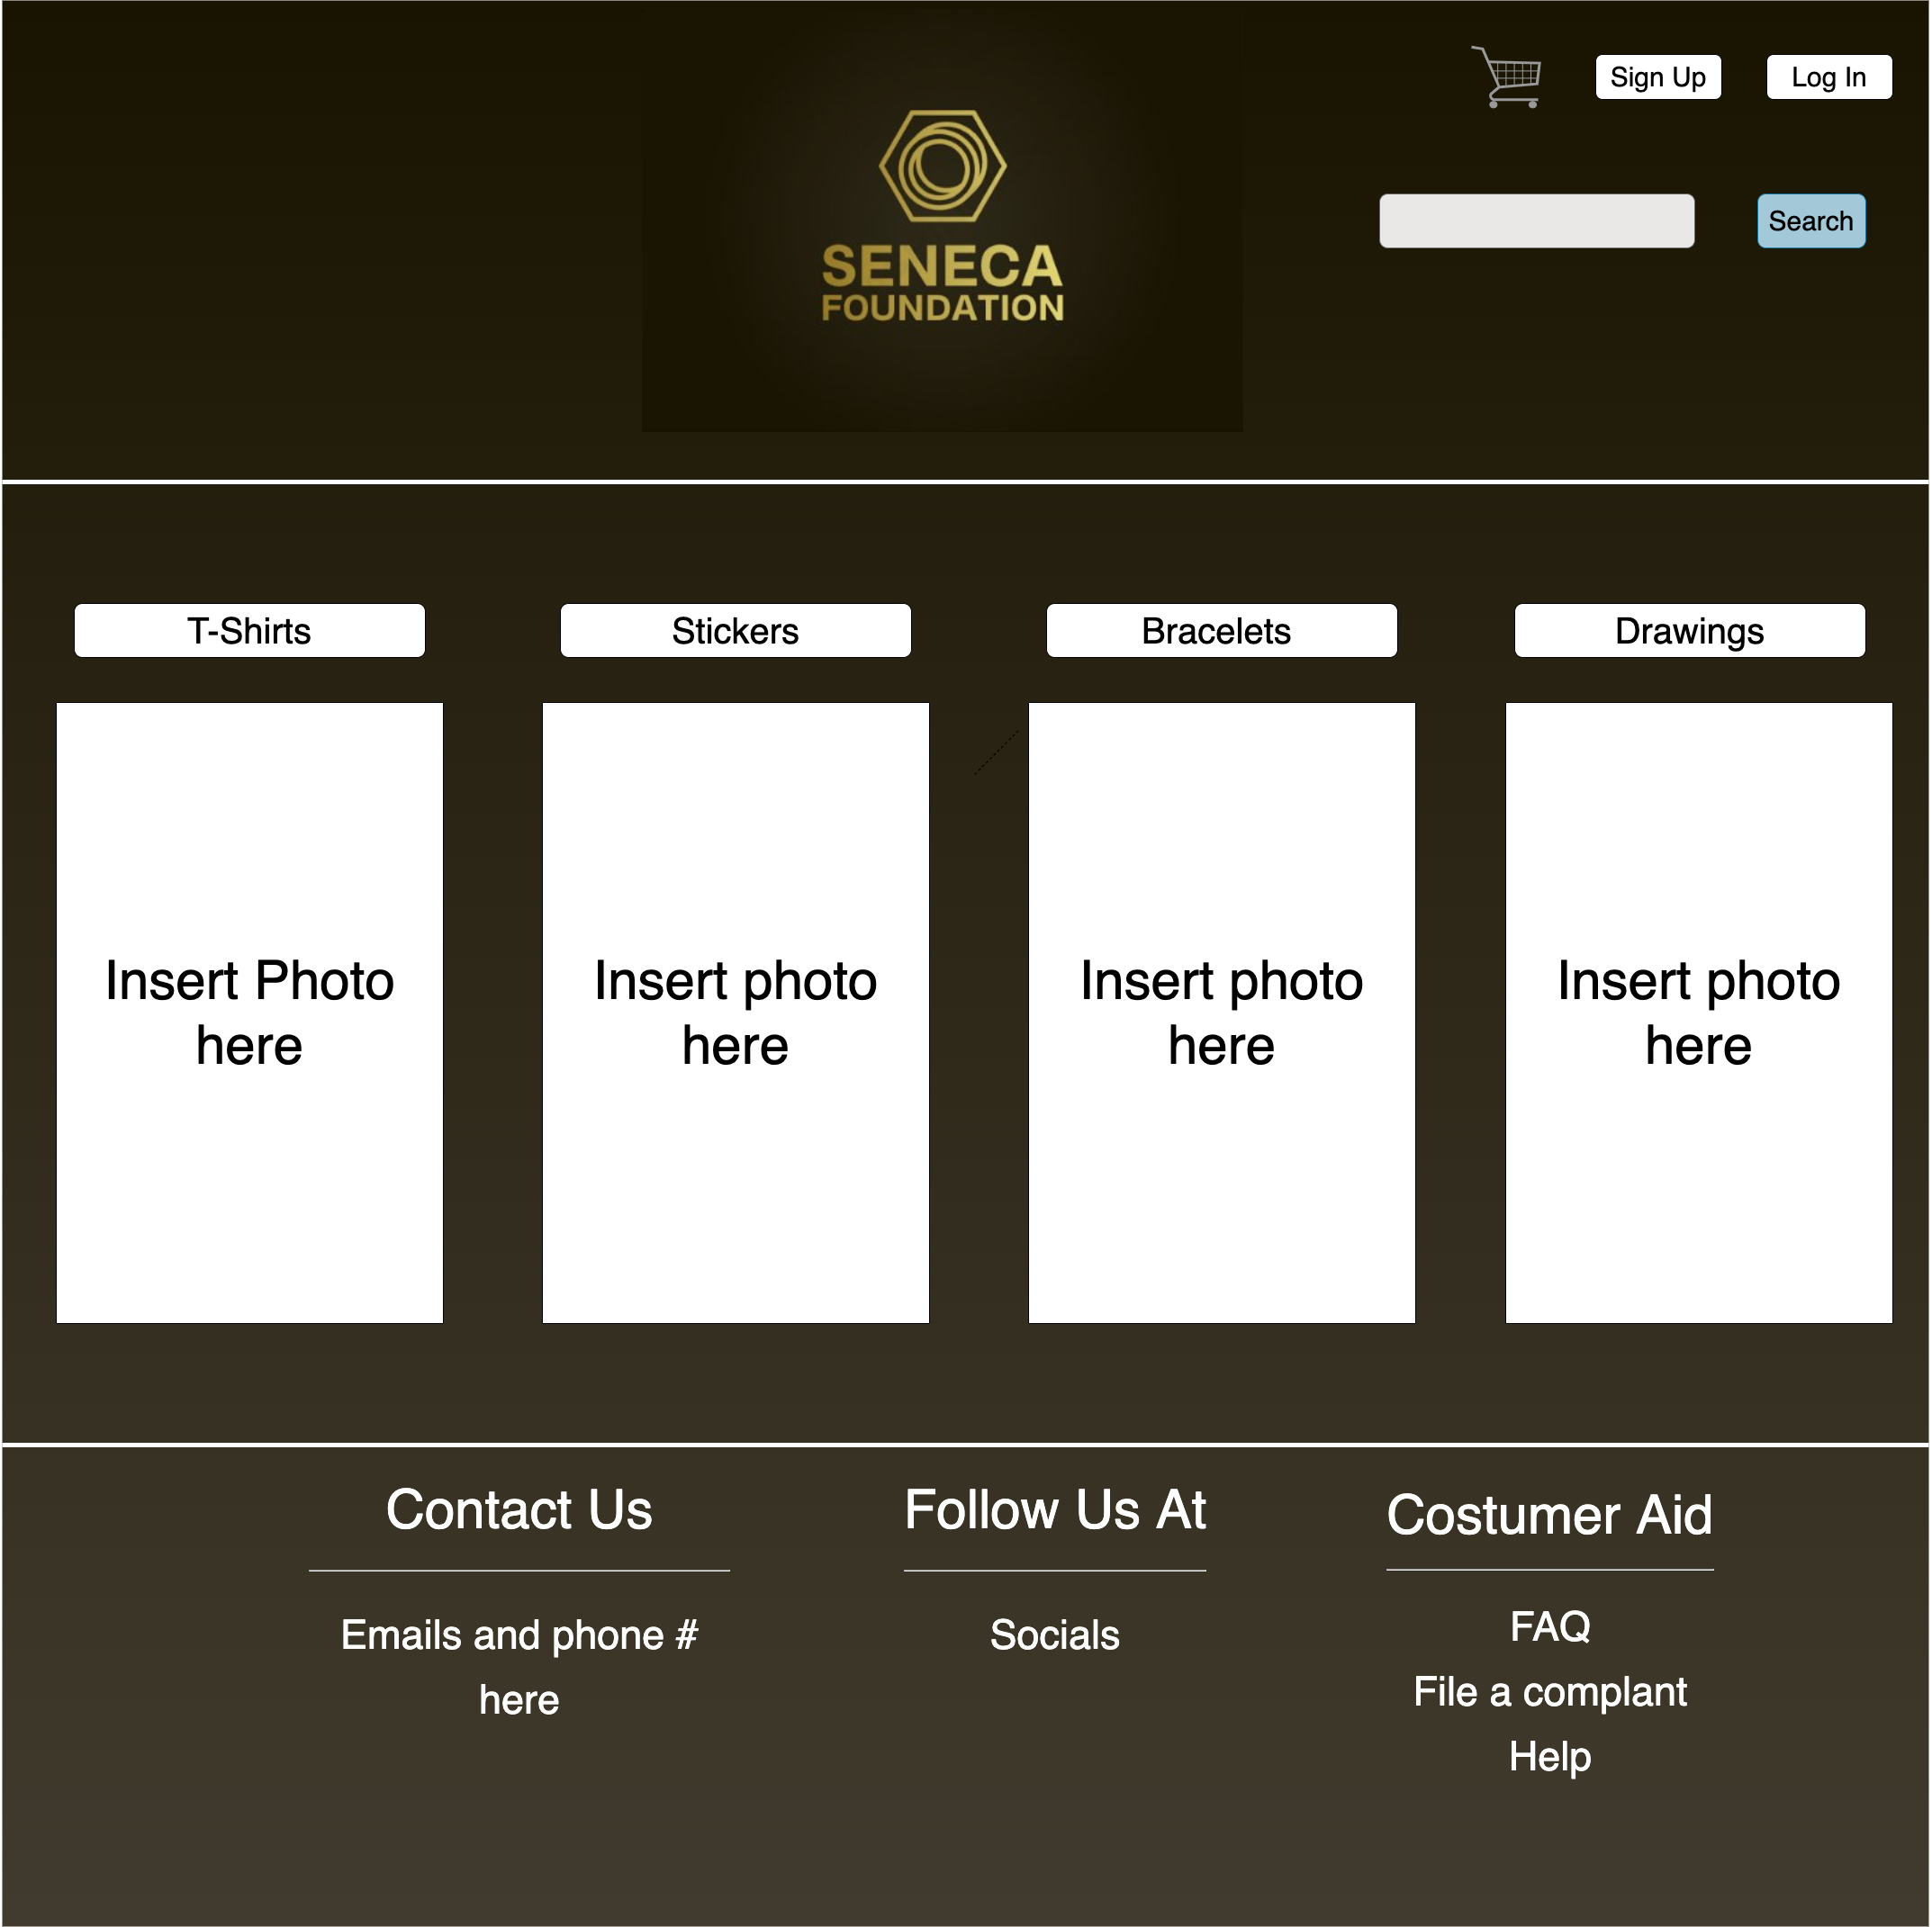 Sign Up
Log In
Search
SENECA
FOUNDATION
T-Shirts
Stickers
Bracelets
Drawings
Insert Photo
here
Insert photo
here
Insert photo
here
Insert photo
here
Contact Us
Emails and phone #
here
Follow Us At
Socials
Costumer Aid
FAQ
File a complant
Help